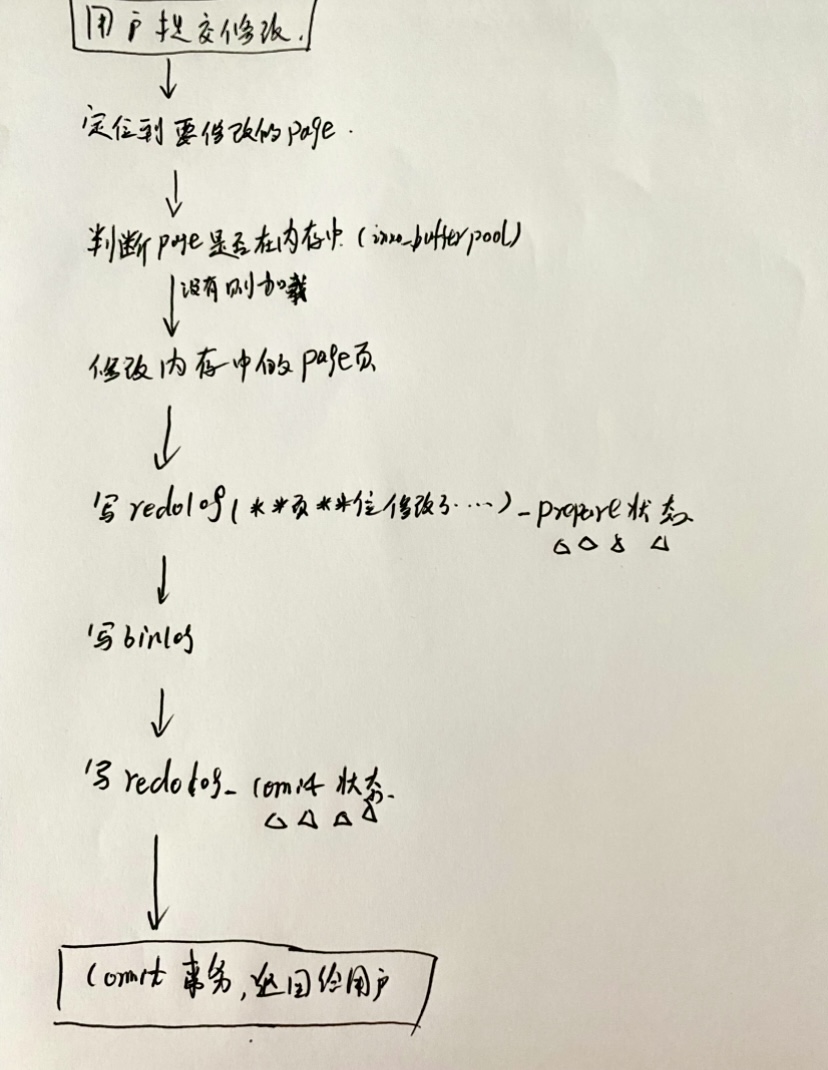 用户提交修改.
定位到要修改的page.
判断page是否在内存中(inno_bufferpool)
没有则加载
修改内存中的page页
写redolog(**页**位修改了....)-prepare状态
写binlog
写redolog-comit状态.
Comit事务,返回给用户